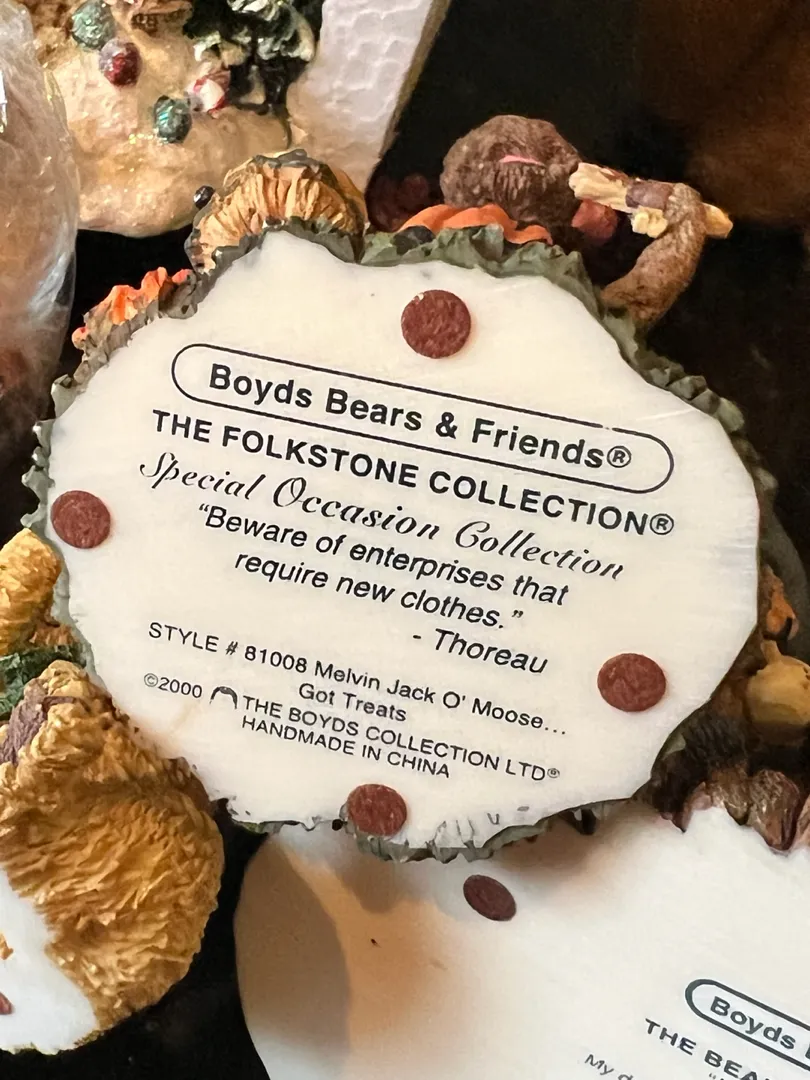 Boyds Bears & Friends®
THE FOLKSTONE COLLECTION®
Special Occasion Collection
“Beware of enterprises that
require new clothes.”
- Thoreau
STYLE # 81008 Melvin Jack O' Moose...
Got Treats
©2000 THE BOYDS COLLECTION LTD®
HANDMADE IN CHINA
Boyds
THE
My